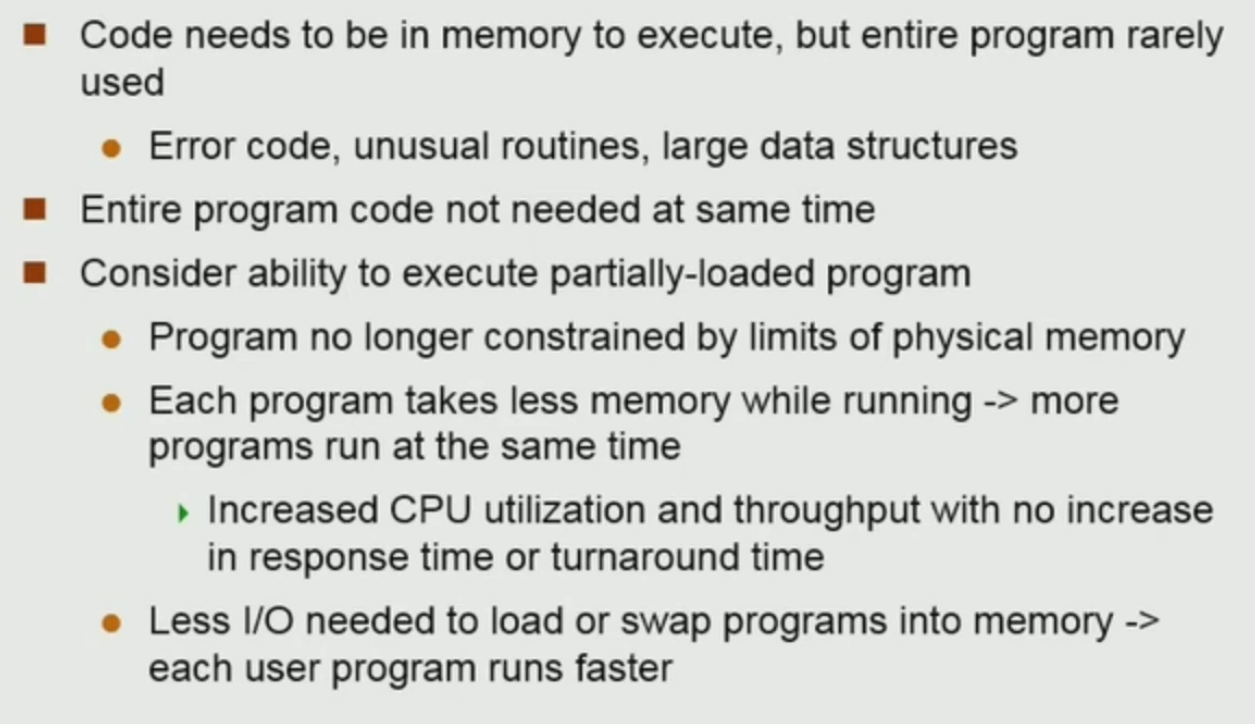 Code needs to be in memory to execute, but entire program rarely
used
Error code, unusual routines, large data structures
Entire program code not needed at same time
Consider ability to execute partially-loaded program
Program no longer constrained by limits of physical memory
Each program takes less memory while running -> more
programs run at the same time
Increased CPU utilization and throughput with no increase
in response time or turnaround time
Less I/O needed to load or swap programs into memory ->
each user program runs faster